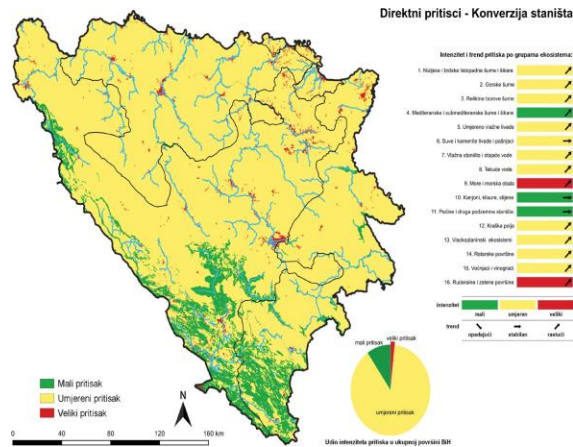 Direktni pritisci - Konverzija staništa
Intenzitet i trend pritiska po grupama ekosistema:
1. Nizijske i brdske listopadne šume i šikare
2. Gorske šume
3. Reliktne borove šume
4. Mediteranske i submediteranske šume i šikare
5. Umjereno vlažne livade
6. Suve i kamenite livade i pašnjaci
7. Vlažna staništa i stajaće vode
8. Tekuće vode
9. More i morska obala
10. Kanjoni, klisure, stijene
11. Pećine i druga podzemna staništa
12. Kraška polja
13. Visokoplaninski ekosistemi
14. Ratarske površine
15. Voćnjaci i vinogradi
16. Ruderalne i zelene površine
intenzitet
mali umjeren veliki
trend
opadajući stabilan rastući
mali pritisak
veliki pritisak
umjereni pritisak
Udio intenziteta pritiska u ukupnoj površini BiH
Mali pritisak
Umjereni pritisak
Veliki pritisak
N
0 20 40 80 120 160 km